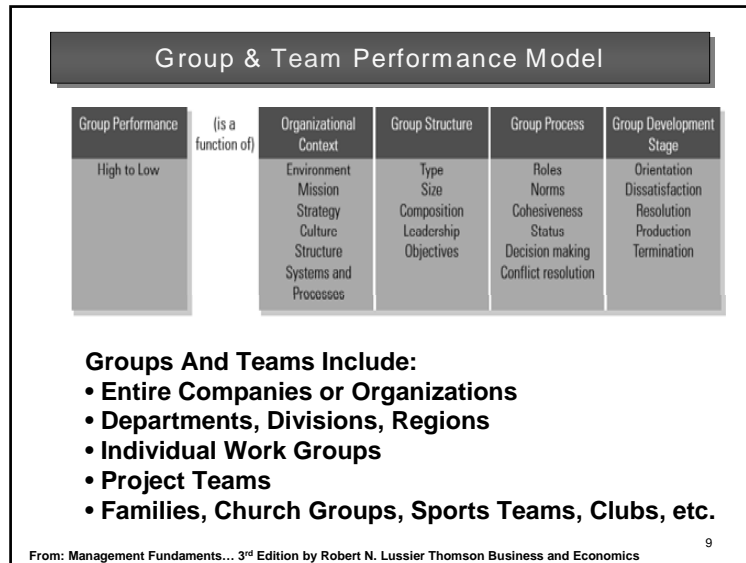 Group & Team Performance Model
Group Performance
High to Low
(is a
function of)
Organizational
Context
Environment
Mission
Strategy
Culture
Structure
Systems and
Processes
Group Structure
Type
Size
Composition
Leadership
Objectives
Group Process
Roles
Norms
Cohesiveness
Status
Decision making
Conflict resolution
Group Development
Stage
Orientation
Dissatisfaction
Resolution
Production
Termination
Groups And Teams Include:
• Entire Companies or Organizations
• Departments, Divisions, Regions
• Individual Work Groups
• Project Teams
• Families, Church Groups, Sports Teams, Clubs, etc.
9
From: Management Fundaments... 3rd Edition by Robert N. Lussier Thomson Business and Economics